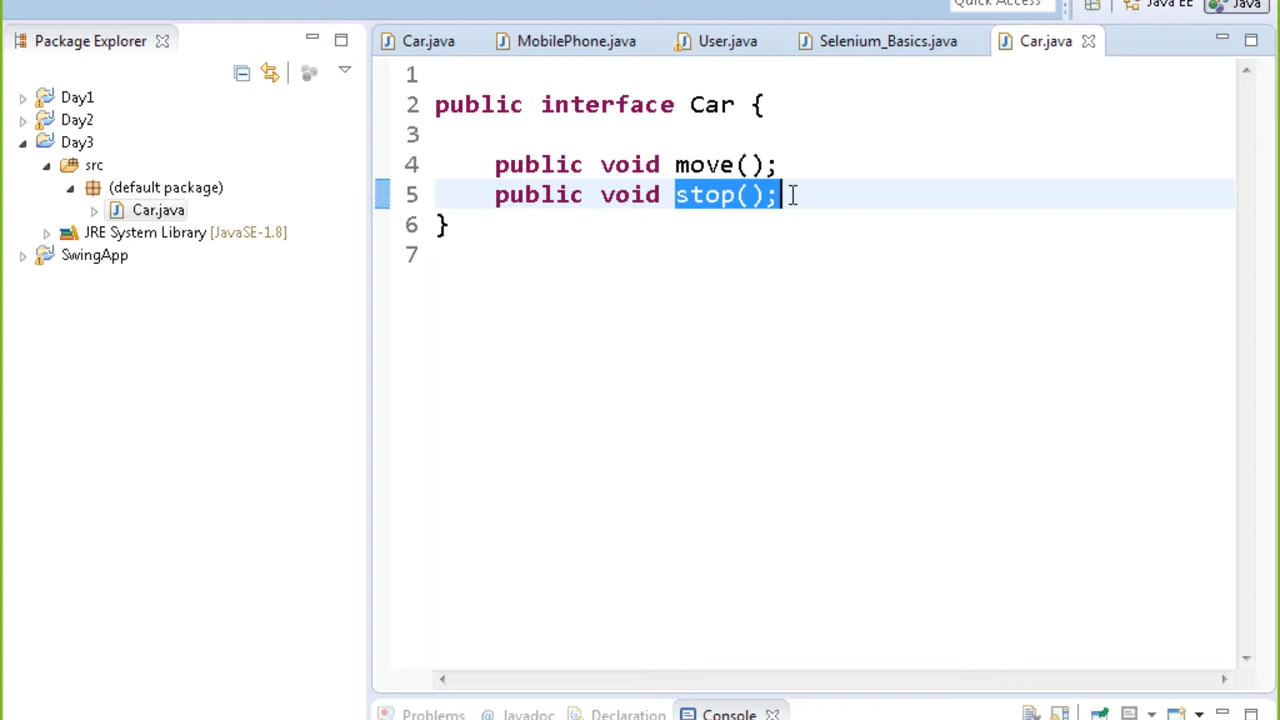 Quick Access
Java EE
Java
Package Explorer
Day1
Day2
Day3
src
(default package)
Car.java
JRE System Library [JavaSE-1.8]
SwingApp
Car.java
MobilePhone.java
User.java
Selenium_Basics.java
Car.java
1
2 public interface Car {
3
4 public void move();
5 public void stop();
6 }
7
Problems
@ Javadoc
Declaration
Console